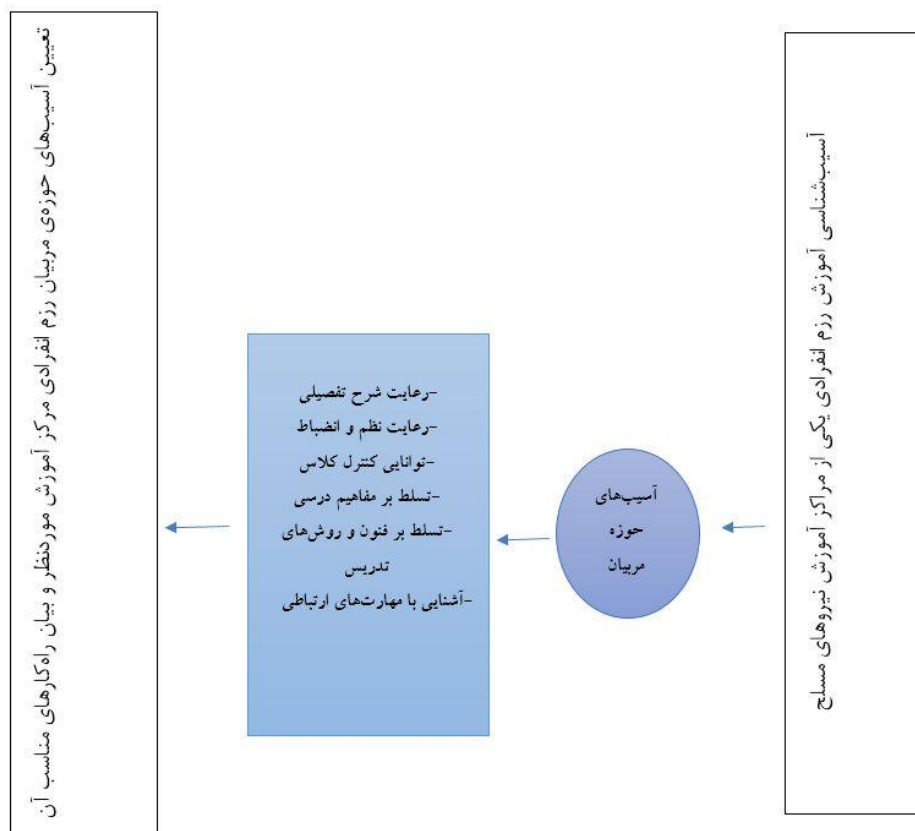 آسیب‌شناسی آموزش رزم انفرادی یکی از مراکز آموزش نیروهای مسلح
آسیب‌های
حوزه
مربیان
-رعایت شرح تفصیلی
-رعایت نظم و انضباط
-توانایی کنترل کلاس
-تسلط بر مفاهیم درسی
-تسلط بر فنون و روش‌های
تدریس
-آشنایی با مهارت‌های ارتباطی
تعیین آسیب‌های حوزه‌ی مربیان رزم انفرادی مرکز آموزش موردنظر و بیان راه‌کارهای مناسب آن